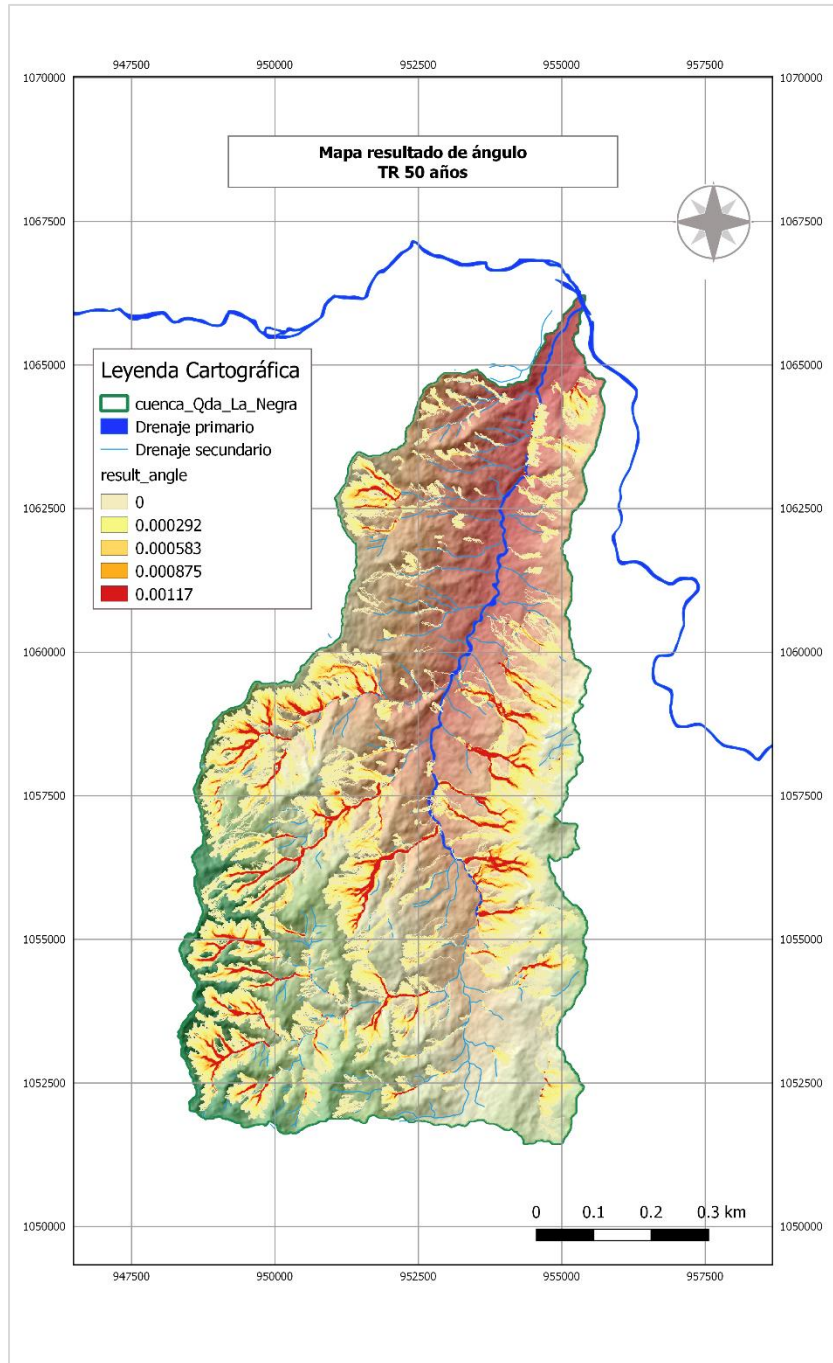 947500 950000 952500 955000 957500
1070000 1070000
Mapa resultado de ángulo
TR 50 años
1067500 1067500
1065000 1065000
Leyenda Cartográfica
cuenca_Qda_La_Negra
Drenaje primario
Drenaje secundario
result_angle
0
0.000292
0.000583
0.000875
0.00117
1062500 1062500
1060000 1060000
1057500 1057500
1055000 1055000
1052500 1052500
0 0.1 0.2 0.3 km
1050000 1050000
947500 950000 952500 955000 957500